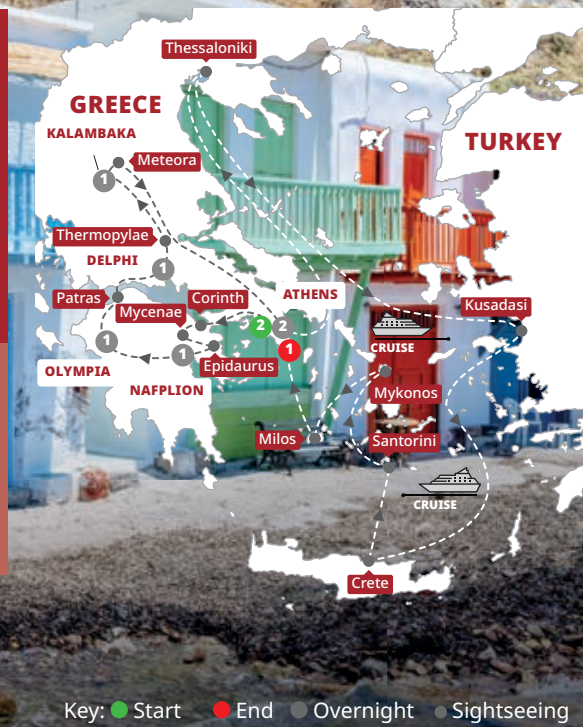 Thessaloniki
GREECE
KALAMBAKA
TURKEY
Meteora
1
Thermopylae
DELPHI
1
ATHENS
Patras
Corinth
Kusadasi
Mycenae
2
2
CRUISE
1
1
1
Epidaurus
OLYMPIA
NAFPLION
Mykonos
Milos
Santorini
CRUISE
Crete
Key: Start End Overnight Sightseeing